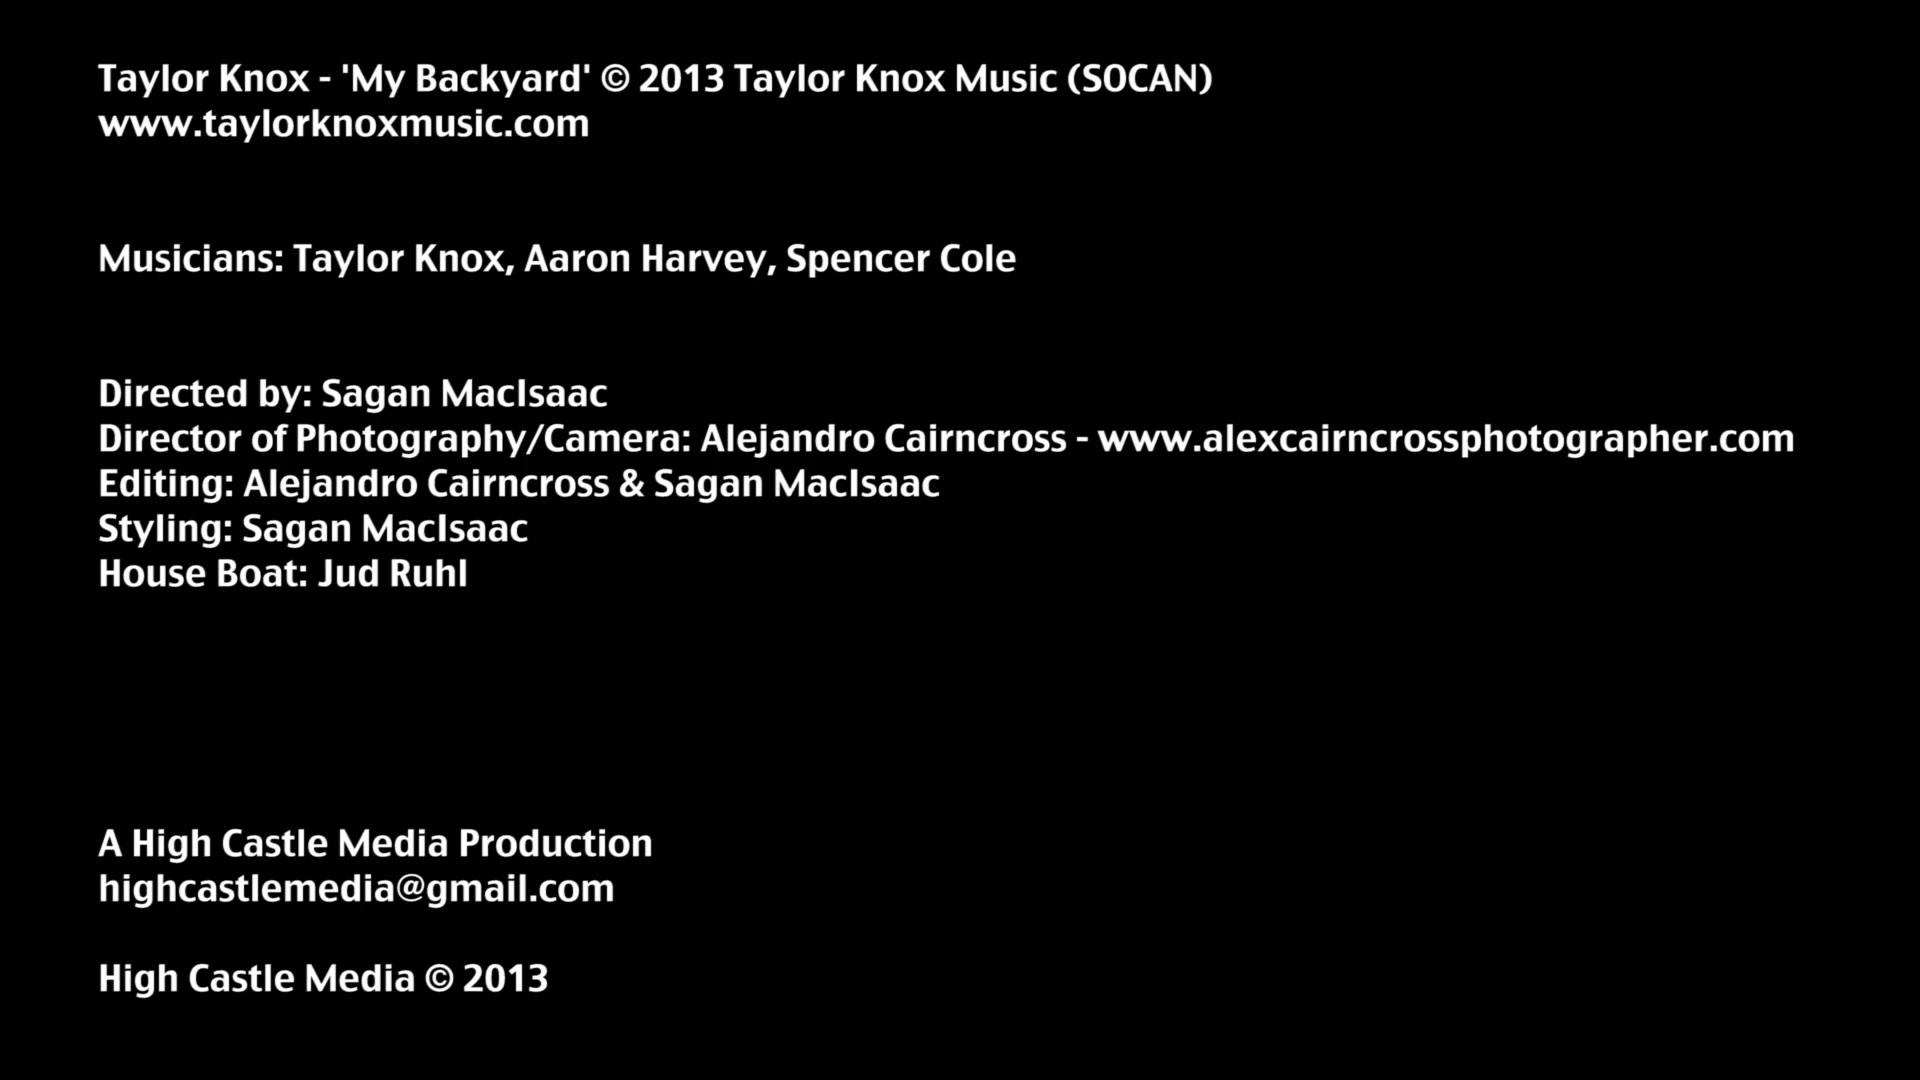 Taylor Knox - 'My Backyard' © 2013 Taylor Knox Music (SOCAN)
www.taylorknoxmusic.com
Musicians: Taylor Knox, Aaron Harvey, Spencer Cole
Directed by: Sagan MacIsaac
Director of Photography/Camera: Alejandro Cairncross - www.alexcairncrossphotographer.com
Editing: Alejandro Cairncross & Sagan MacIsaac
Styling: Sagan MacIsaac
House Boat: Jud Ruhl
A High Castle Media Production
highcastlemedia@gmail.com
High Castle Media © 2013